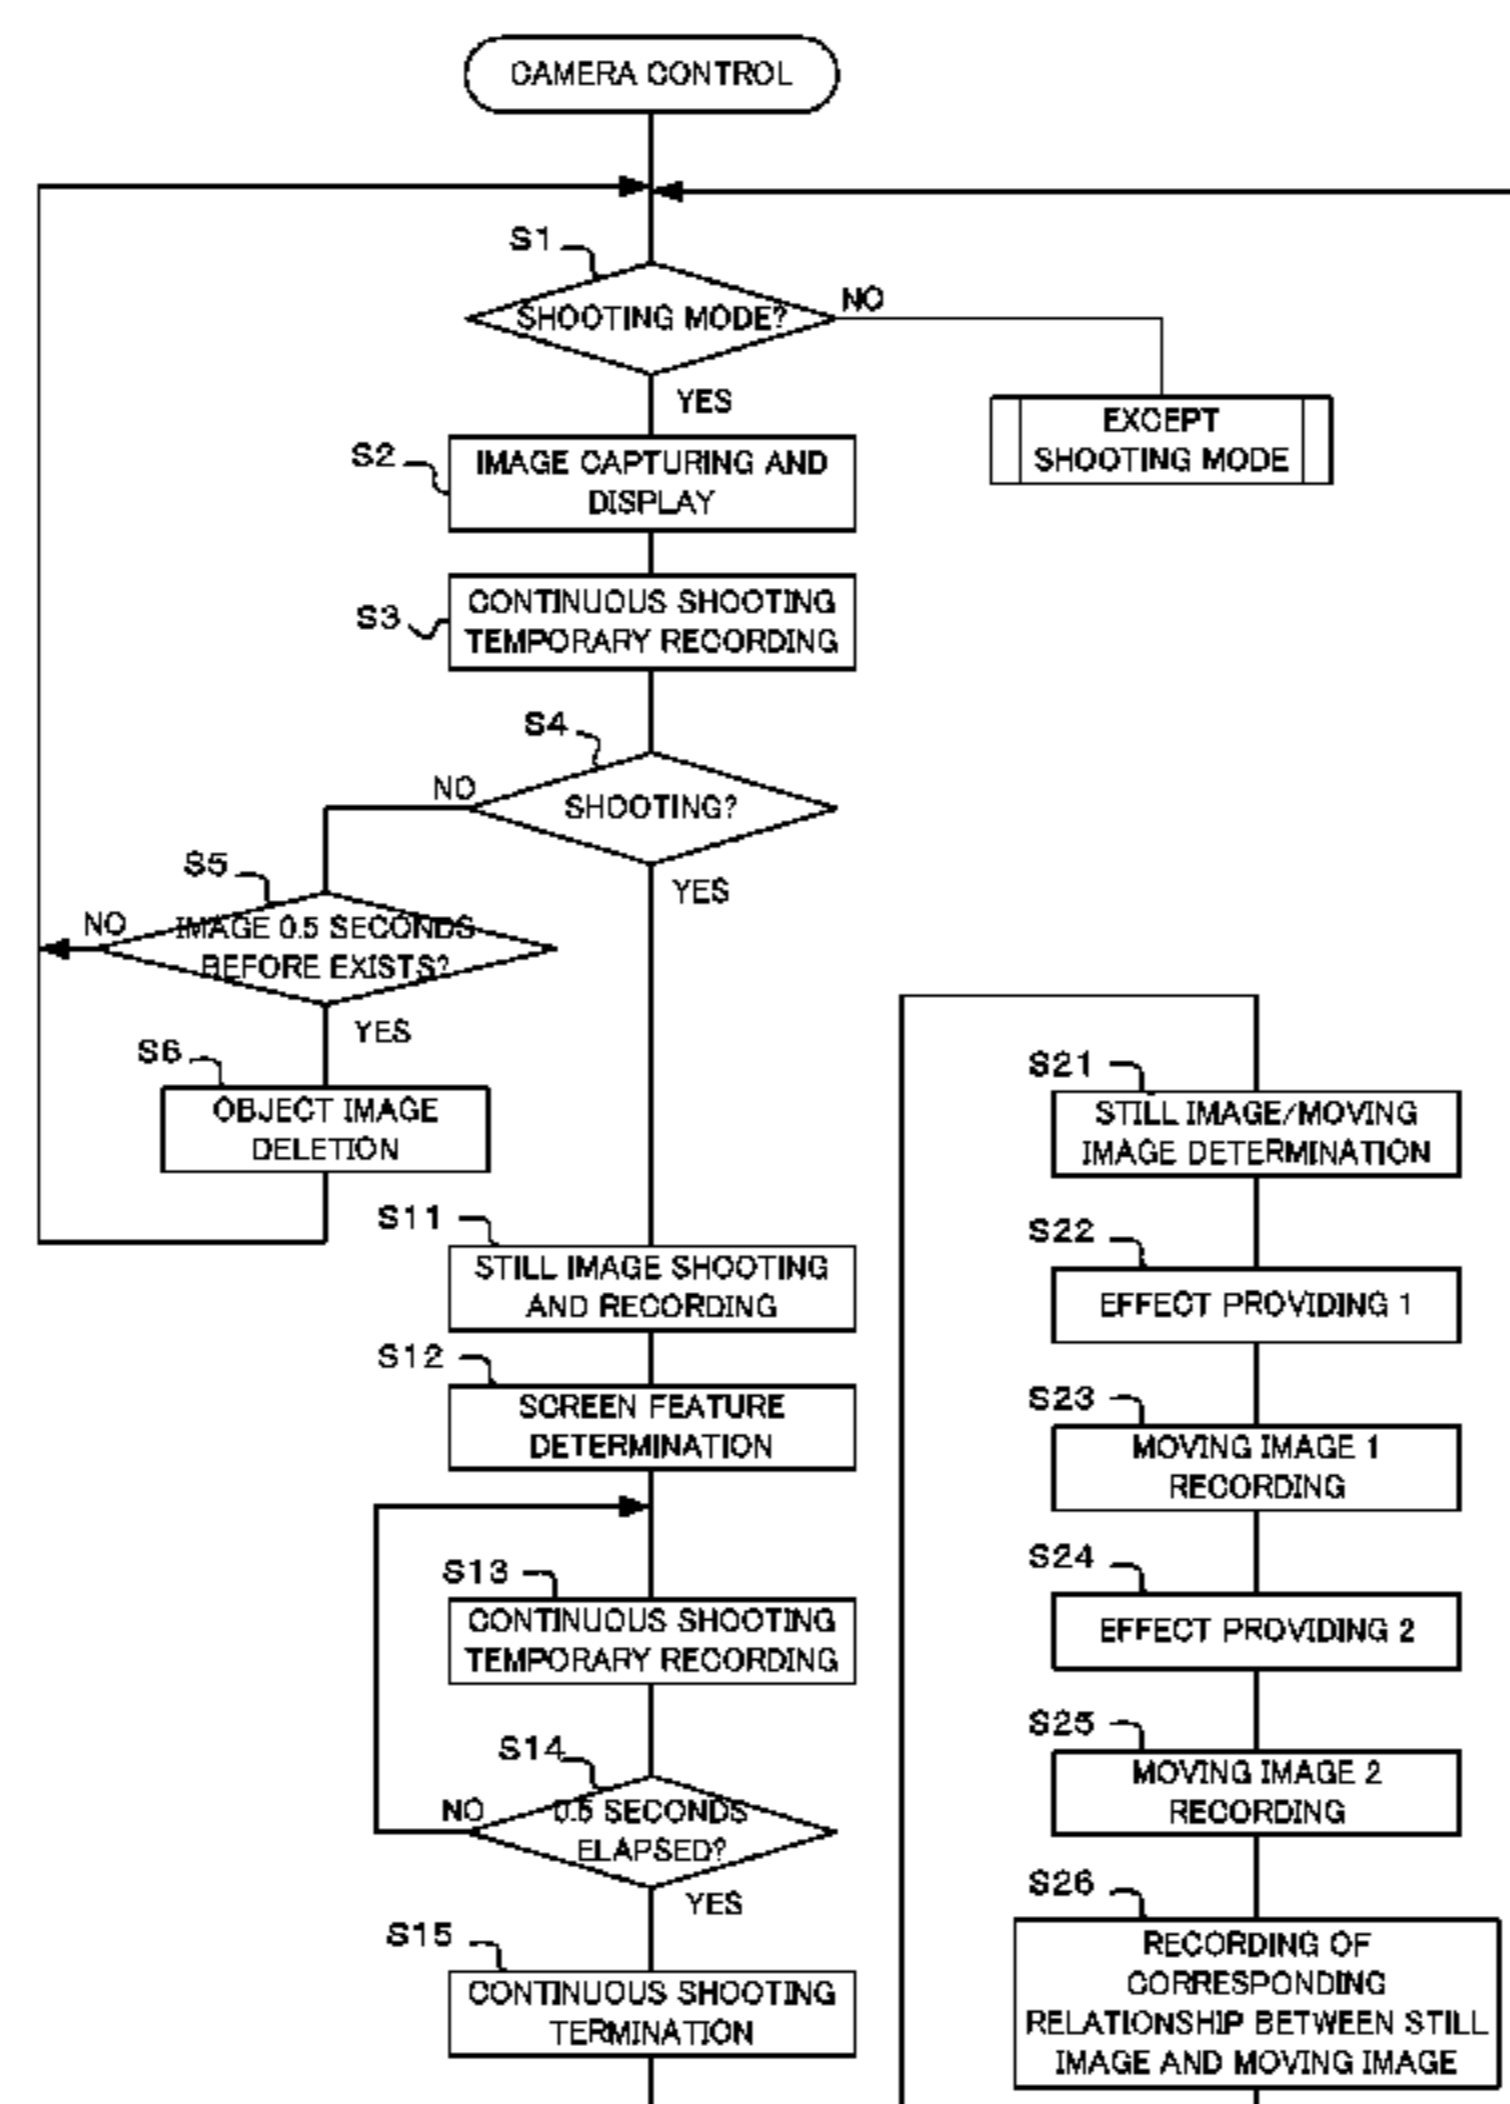 CAMERA CONTROL
S1
SHOOTING MODE?
NO
YES
EXCEPT
SHOOTING MODE
S2
IMAGE CAPTURING AND
DISPLAY
S3
CONTINUOUS SHOOTING
TEMPORARY RECORDING
S4
SHOOTING?
NO
YES
S5
IMAGE 0.5 SECONDS
BEFORE EXISTS?
NO
YES
S6
OBJECT IMAGE
DELETION
S11
STILL IMAGE SHOOTING
AND RECORDING
S12
SCREEN FEATURE
DETERMINATION
S13
CONTINUOUS SHOOTING
TEMPORARY RECORDING
S14
0.5 SECONDS
ELAPSED?
NO
YES
S15
CONTINUOUS SHOOTING
TERMINATION
S21
STILL IMAGE/MOVING
IMAGE DETERMINATION
S22
EFFECT PROVIDING 1
S23
MOVING IMAGE 1
RECORDING
S24
EFFECT PROVIDING 2
S25
MOVING IMAGE 2
RECORDING
S26
RECORDING OF
CORRESPONDING
RELATIONSHIP BETWEEN STILL
IMAGE AND MOVING IMAGE